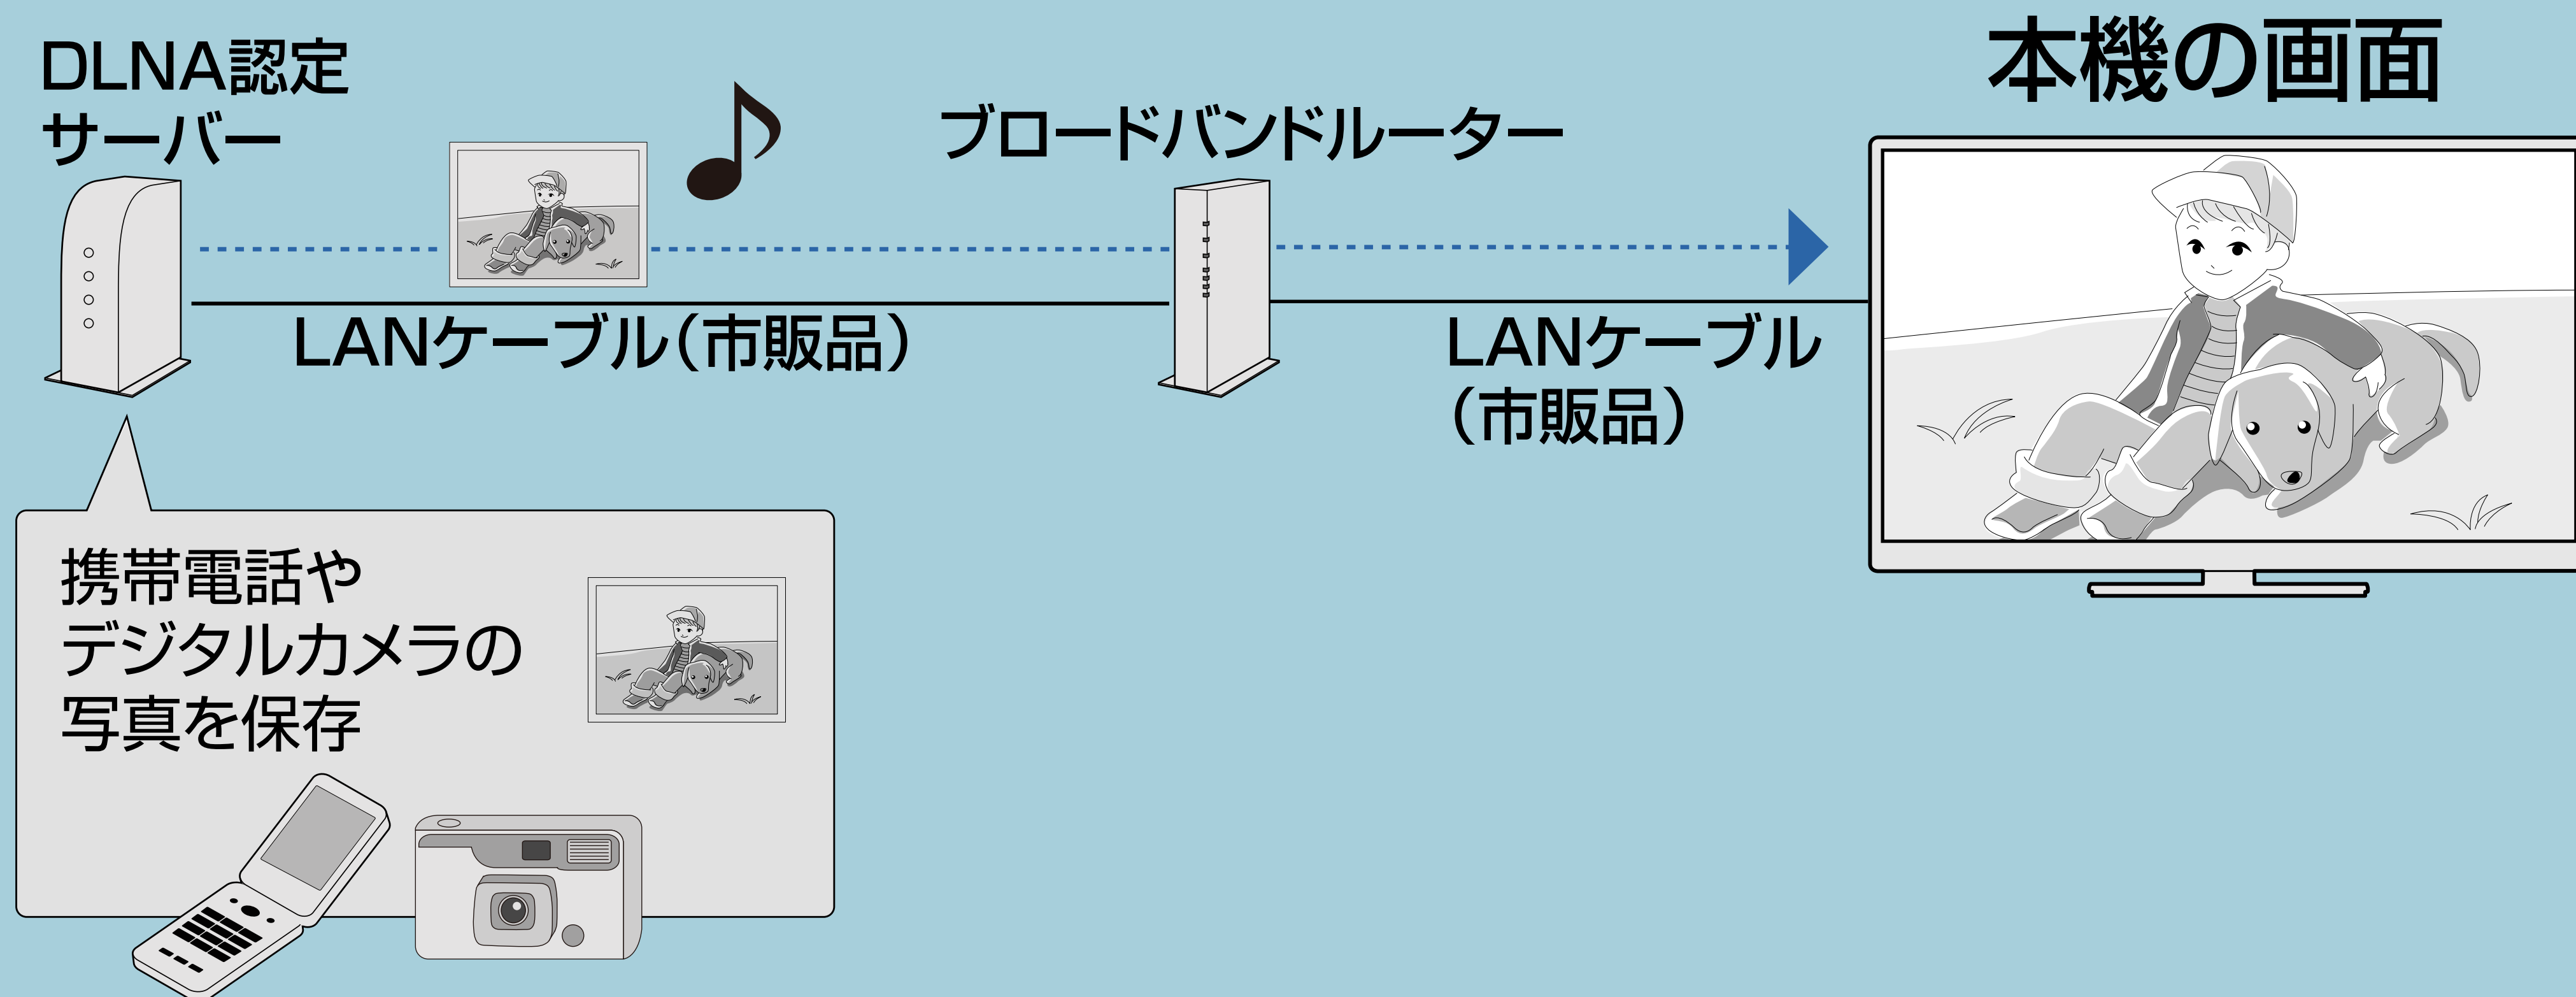 DLNA認定
サーバー
ブロードバンドルーター
本機の画面
LANケーブル（市販品）
LANケーブル
（市販品）
携帯電話や
デジタルカメラの
写真を保存